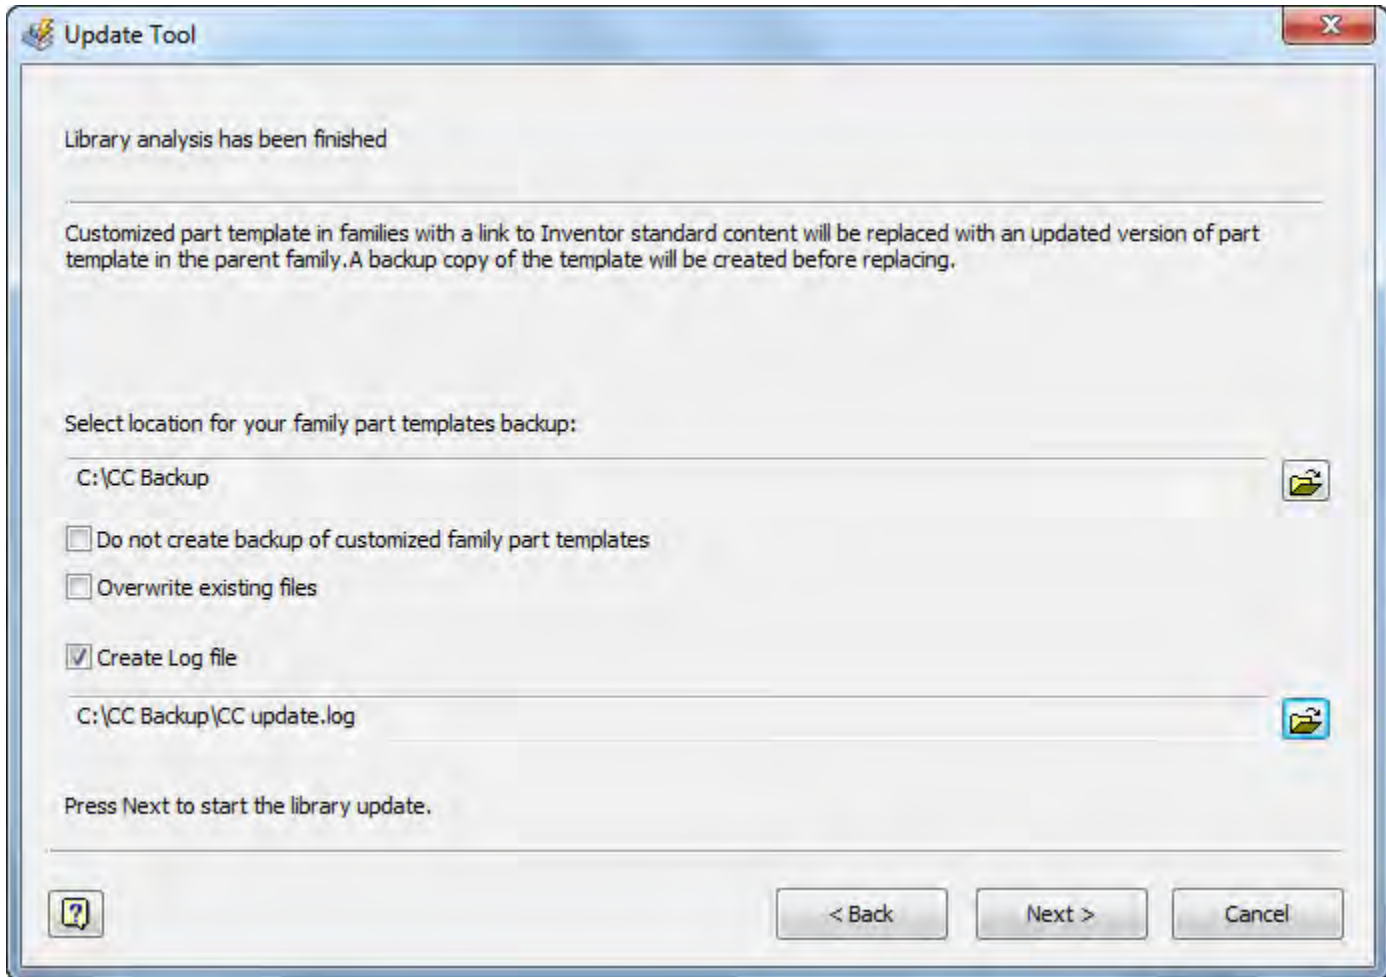 Update Tool
Library analysis has been finished
Customized part template in families with a link to Inventor standard content will be replaced with an updated version of part
template in the parent family.A backup copy of the template will be created before replacing.
Select location for your family part templates backup:
C:\CC Backup
Do not create backup of customized family part templates
Overwrite existing files
Create Log file
C:\CC Backup\CC update.log
Press Next to start the library update.
< Back Next > Cancel